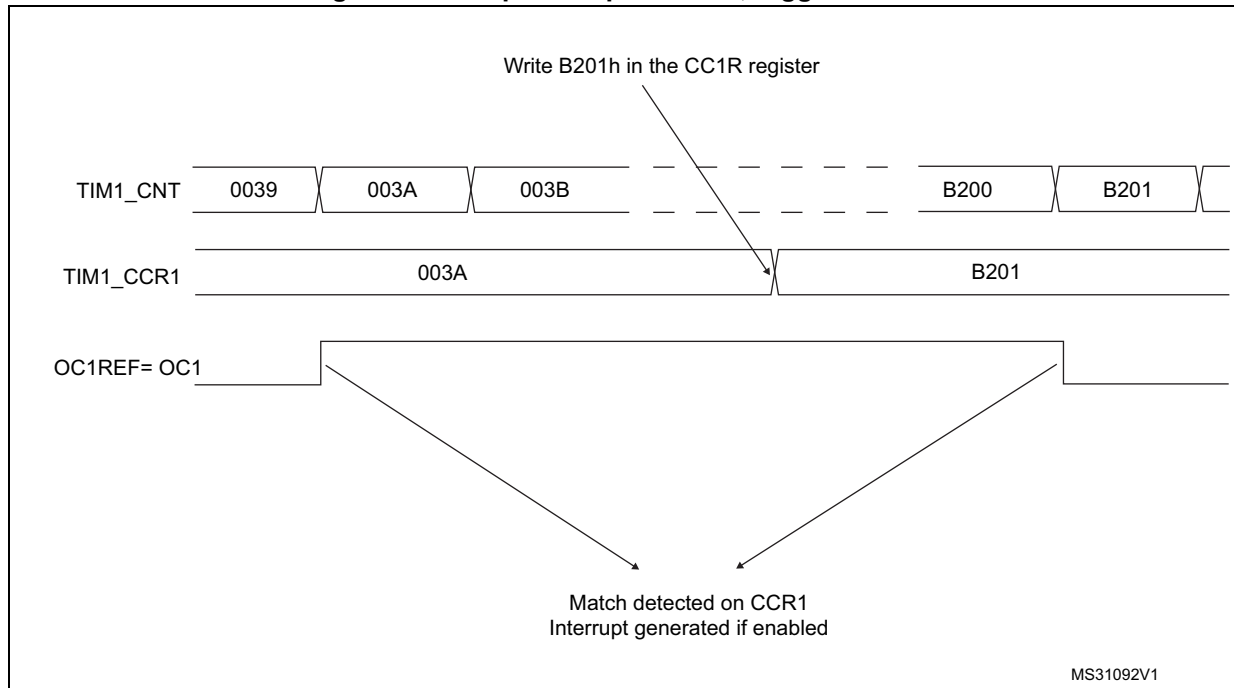 Write B201h in the CC1R register
TIM1_CNT 0039 003A 003B B200 B201
TIM1_CCR1 003A B201
OC1REF= OC1
Match detected on CCR1
Interrupt generated if enabled
MS31092V1